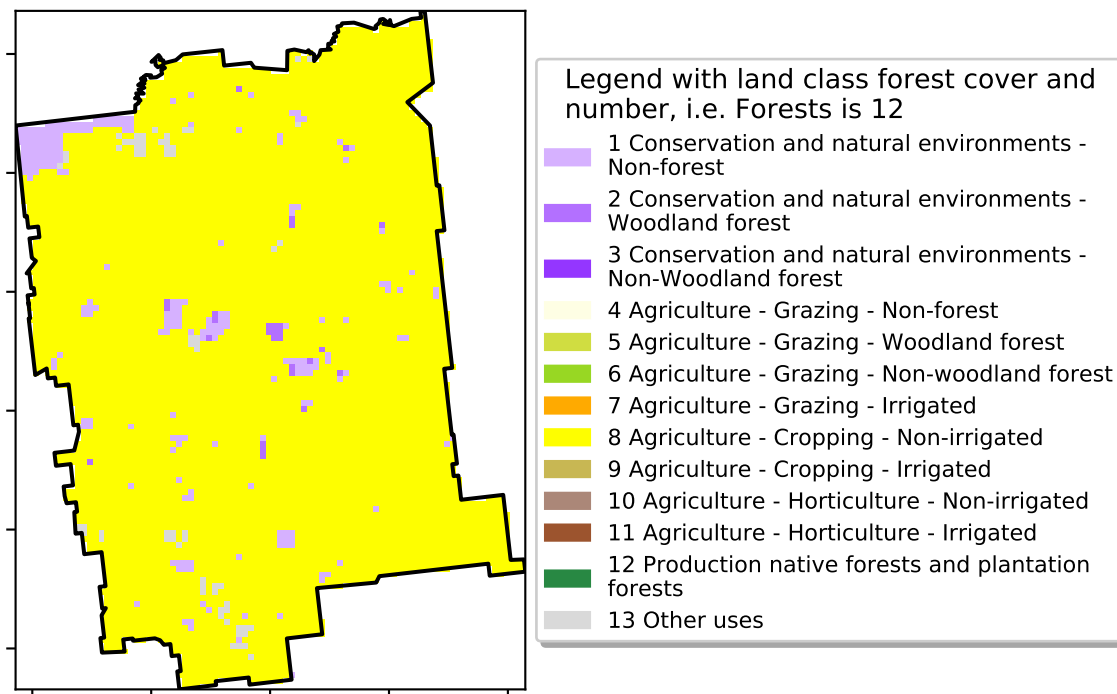 Legend with land class forest cover and
number, i.e. Forests is 12
1 Conservation and natural environments -
Non-forest
2 Conservation and natural environments -
Woodland forest
3 Conservation and natural environments -
Non-Woodland forest
4 Agriculture - Grazing - Non-forest
5 Agriculture - Grazing - Woodland forest
6 Agriculture - Grazing - Non-woodland forest
7 Agriculture - Grazing - Irrigated
8 Agriculture - Cropping - Non-irrigated
9 Agriculture - Cropping - Irrigated
10 Agriculture - Horticulture - Non-irrigated
11 Agriculture - Horticulture - Irrigated
12 Production native forests and plantation
forests
13 Other uses